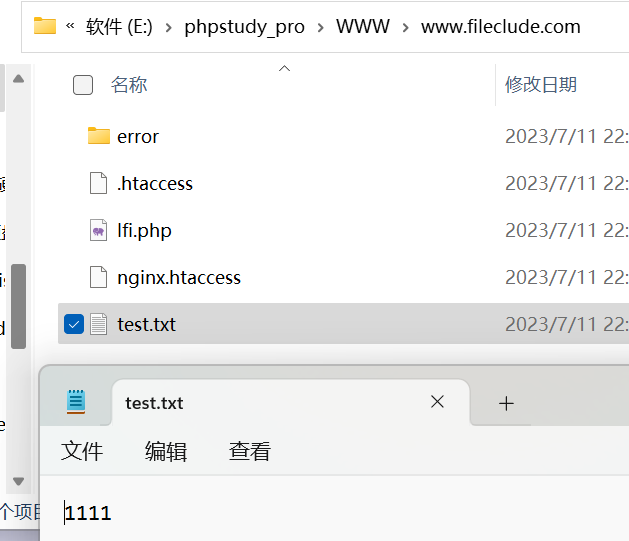 « 软件 (E:) › phpstudy_pro › WWW › www.fileclude.com
名称 修改日期
error 2023/7/11 22:
.htaccess 2023/7/11 22:
lfi.php 2023/7/11 22:
nginx.htaccess 2023/7/11 22:
test.txt 2023/7/11 22:
test.txt
文件 编辑 查看
个项目
1111